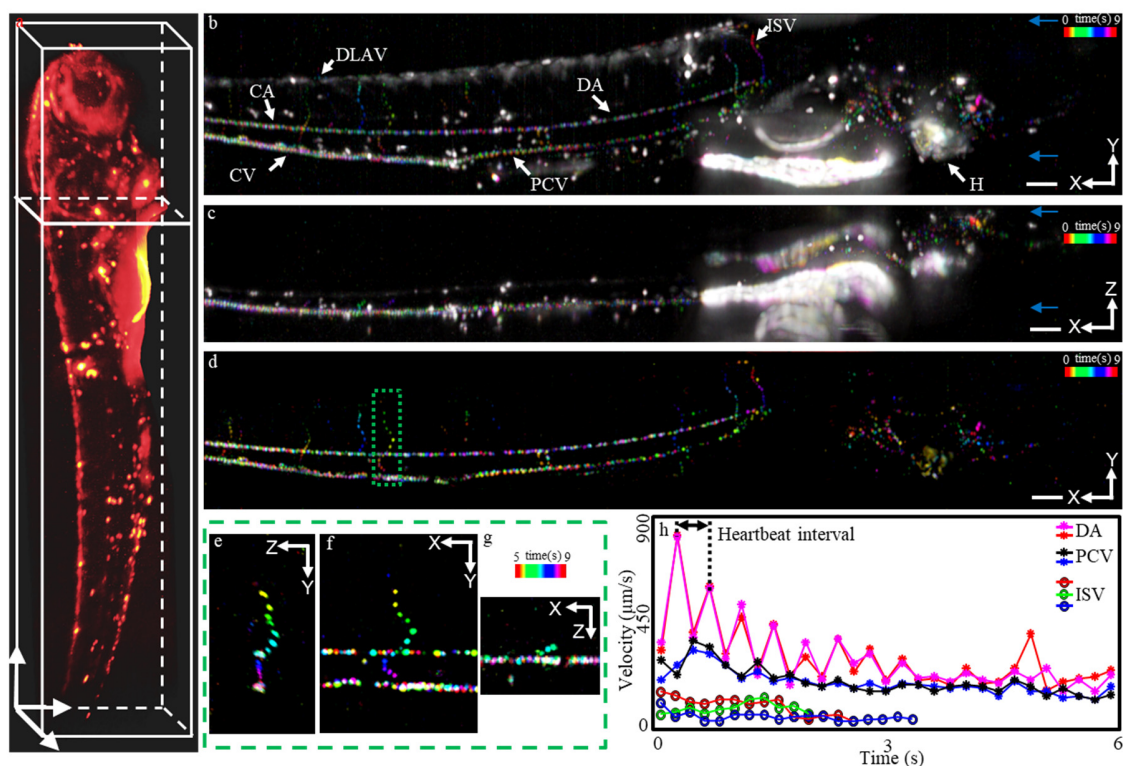 a
b
0 time(s) 9
ISV
DLAV
CA
DA
CV
PCV
H
Y
X
c
0 time(s) 9
Z
X
d
0 time(s) 9
Y
X
e
Z
Y
f
X
Y
g
5 time(s) 9
X
Z
h
Heartbeat interval
DA
PCV
ISV
Velocity (μm/s)
900
450
0
0
3
6
Time (s)